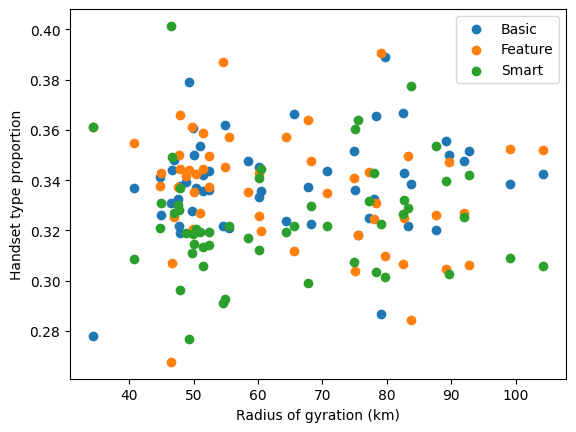 Basic
Feature
Smart
0.40
0.38
0.36
0.34
0.32
0.30
0.28
Handset type proportion
40 50 60 70 80 90 100
Radius of gyration (km)